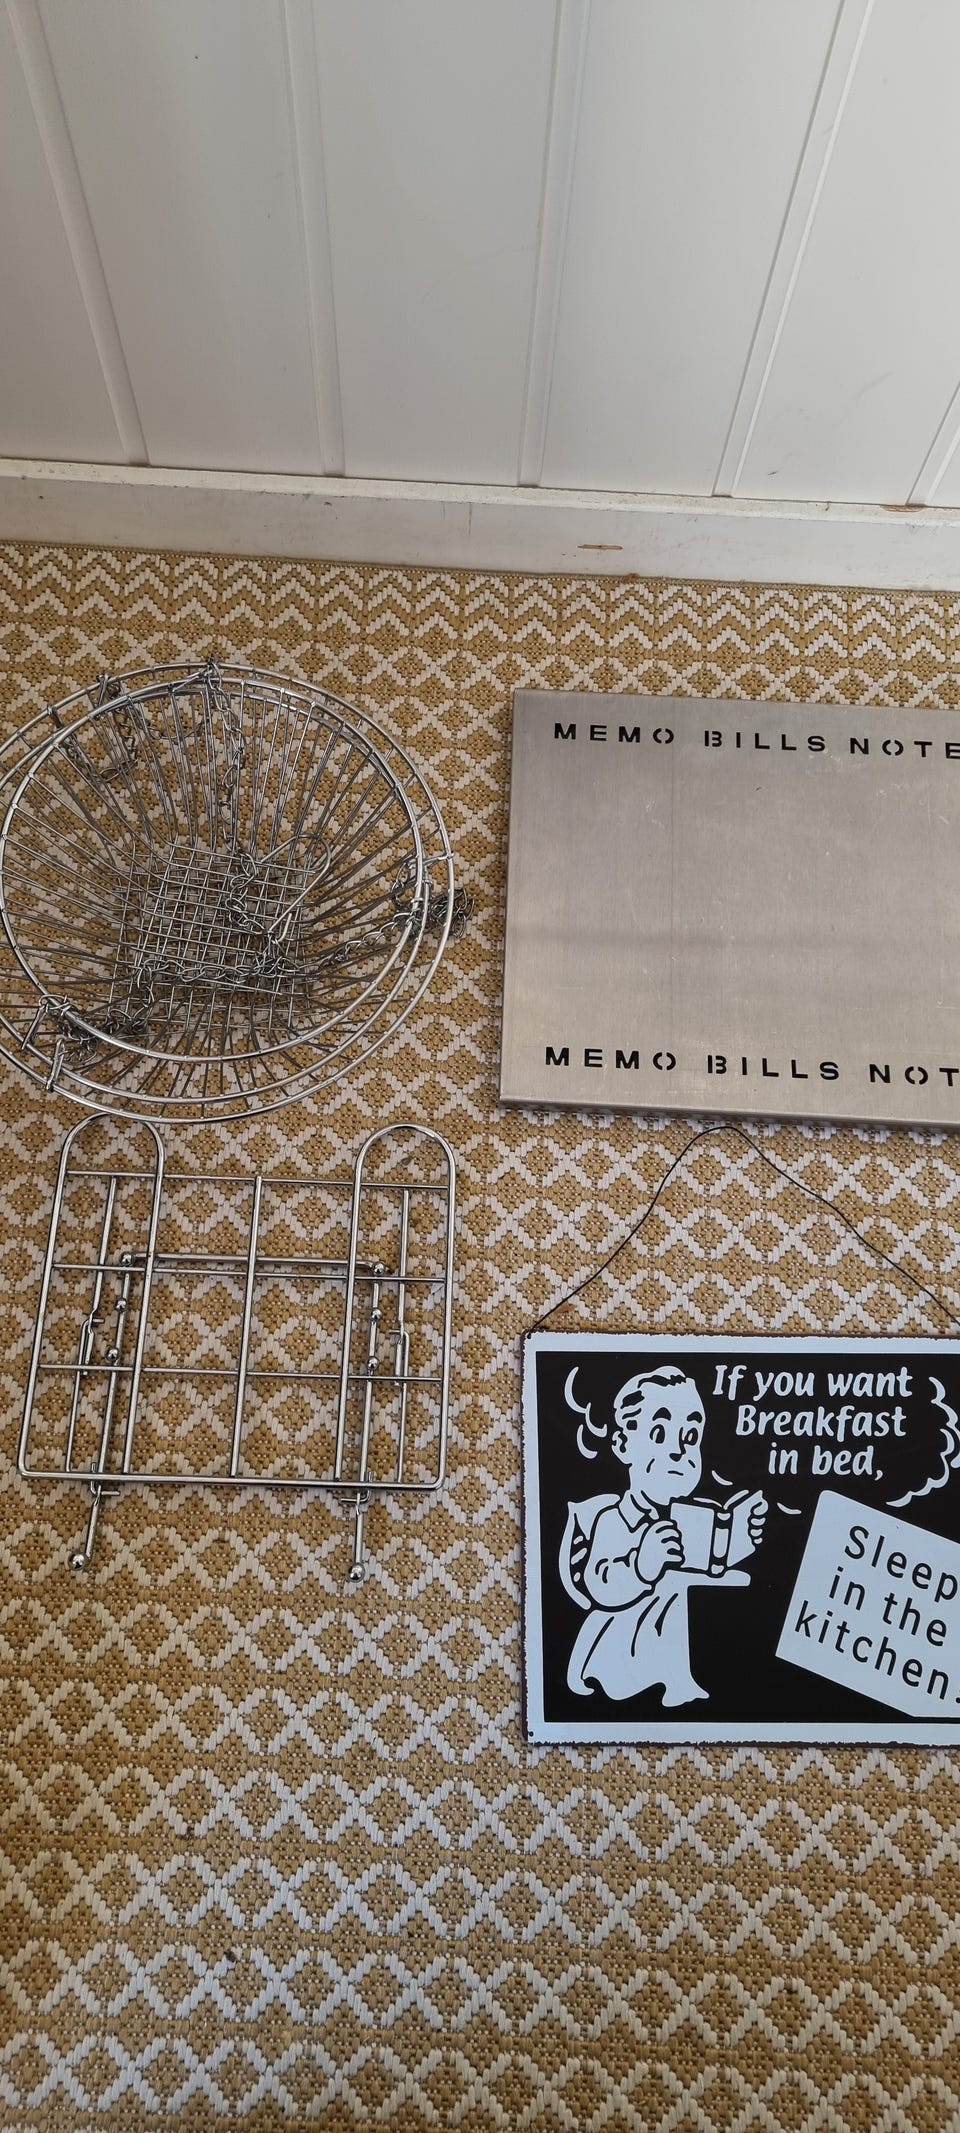 MEMO BILLS NOTE
MEMO BILLS NOT
If you want
Breakfast
in bed,
Sleep
in the
kitchen.